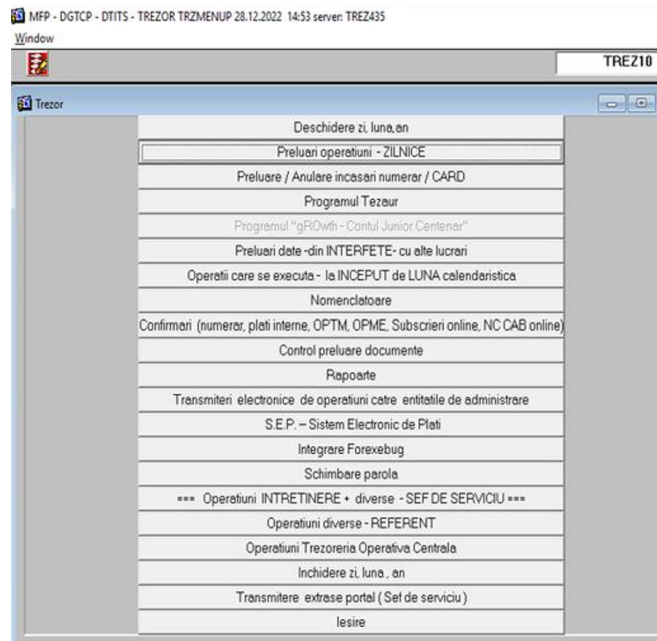 MFP - DGTCP - DTITS - TREZOR TRZMENUP 28.12.2022 14:53 server: TREZ435
Window
TREZ10
Trezor
Deschidere zi, luna,an
Preluari operatiuni - ZILNICE
Preluare / Anulare incasari numerar / CARD
Programul Tezaur
Programul "gROwth - Contul Junior Centenar"
Preluari date -din INTERFETE- cu alte lucrari
Operatii care se executa - la INCEPUT de LUNA calendaristica
Nomenclatoare
Confirmari (numerar, plati interne, OPTM, OPME, Subscrieri online, NC CAB online)
Control preluare documente
Rapoarte
Transmiteri electronice de operatiuni catre entitatile de administrare
S.E.P. – Sistem Electronic de Plati
Integrare Forexebug
Schimbare parola
=== Operatiuni INTRETINERE + diverse - SEF DE SERVICIU ===
Operatiuni diverse - REFERENT
Operatiuni Trezoreria Operativa Centrala
Inchidere zi, luna , an
Transmitere extrase portal ( Sef de serviciu )
Iesire